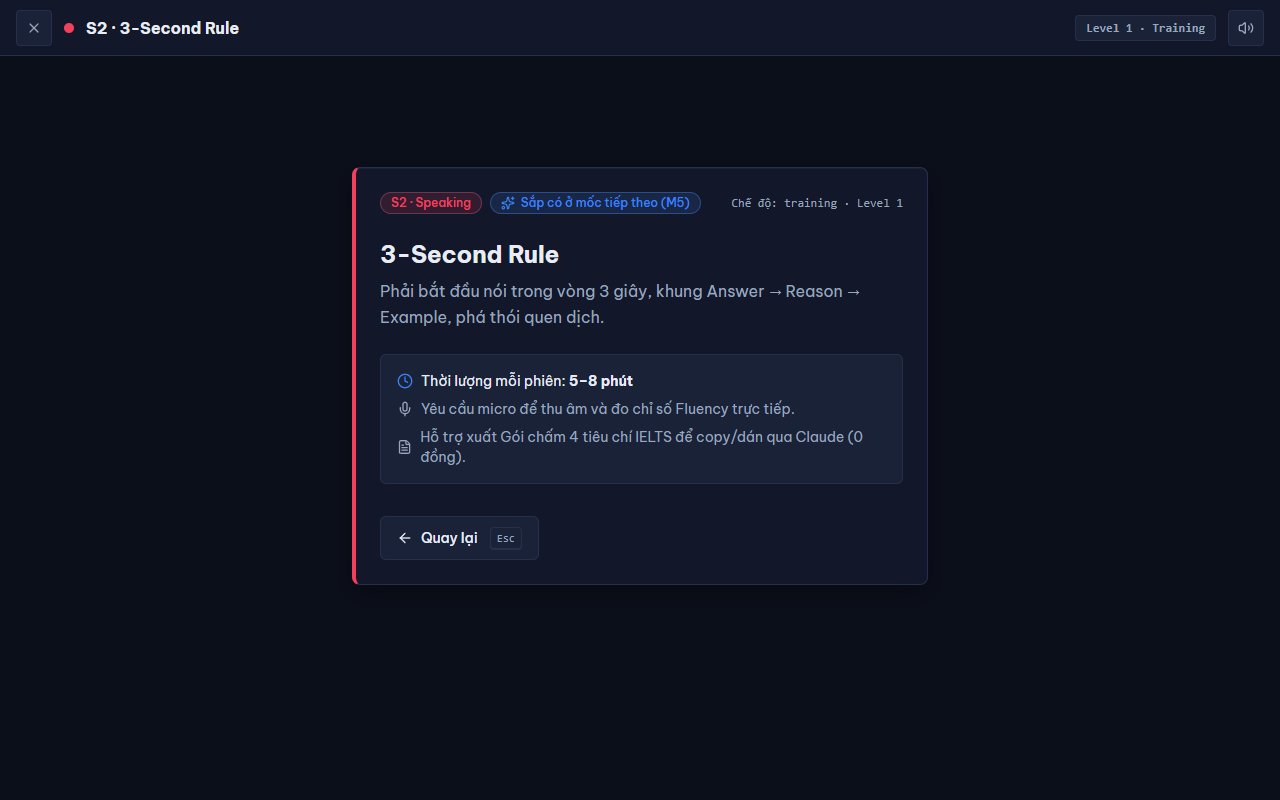 S2 · 3-Second Rule
Level 1 · Training
S2 · Speaking
Sắp có ở mốc tiếp theo (M5)
Chế độ: training · Level 1
3-Second Rule
Phải bắt đầu nói trong vòng 3 giây, khung Answer → Reason →
Example, phá thói quen dịch.
Thời lượng mỗi phiên: 5–8 phút
Yêu cầu micro để thu âm và đo chỉ số Fluency trực tiếp.
Hỗ trợ xuất Gói chấm 4 tiêu chí IELTS để copy/dán qua Claude (0
đồng).
Quay lại Esc